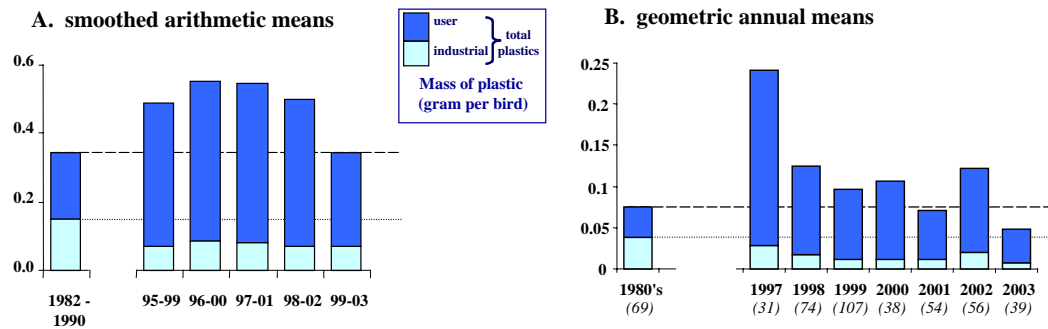 A. smoothed arithmetic means
user
industrial
total
plastics
Mass of plastic
(gram per bird)
0.6
0.4
0.2
0.0
1982 -
1990
95-99 96-00 97-01 98-02 99-03
B. geometric annual means
0.25
0.2
0.15
0.1
0.05
0
1980's 1997 1998 1999 2000 2001 2002 2003
(69) (31) (74) (107) (38) (54) (56) (39)